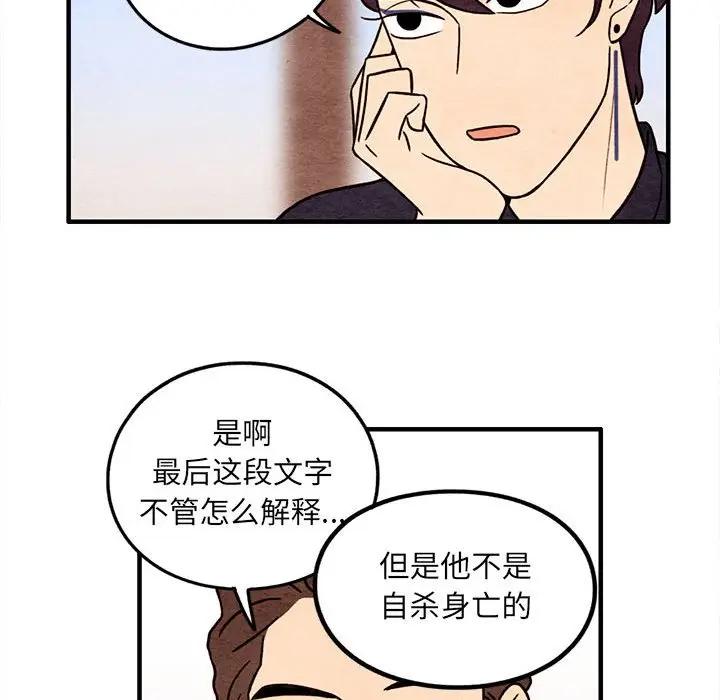 是啊
最后这段文字
不管怎么解释...
但是他不是
自杀身亡的